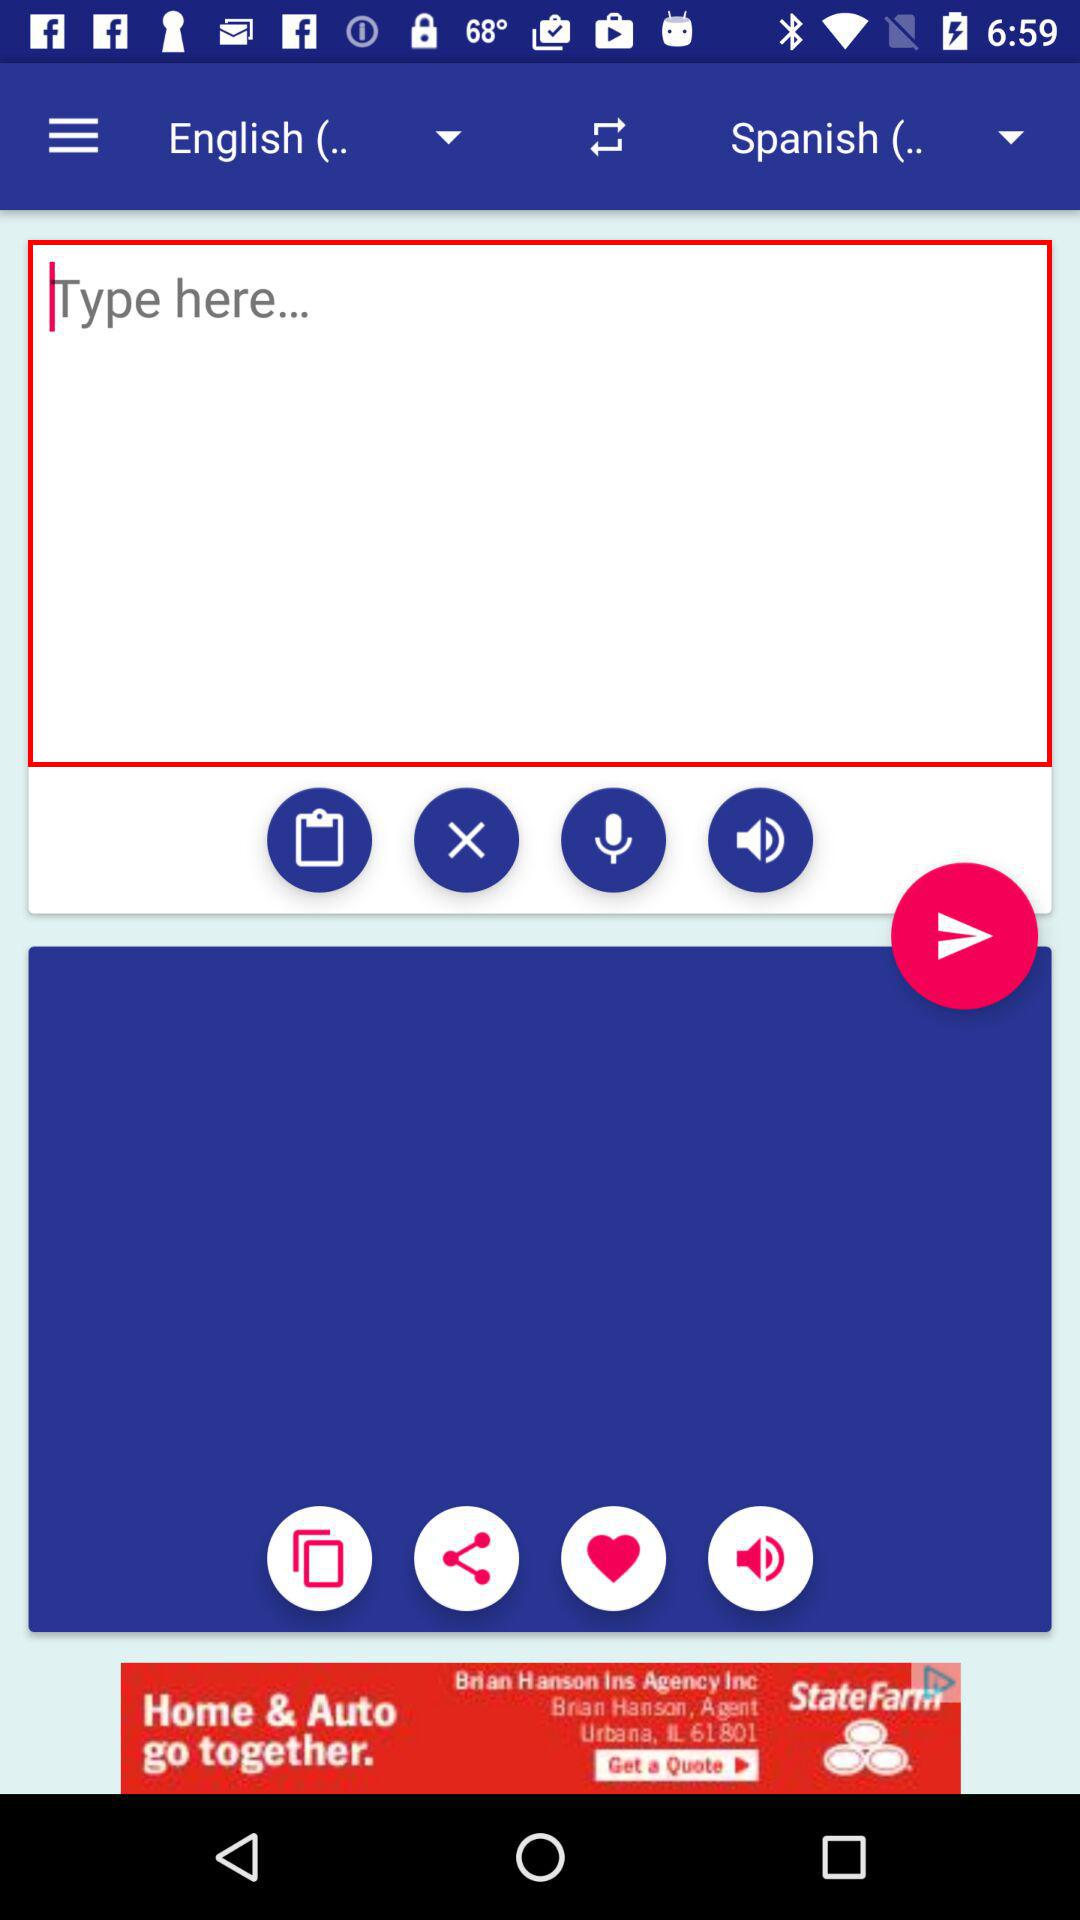 68° 6:59
English (.. Spanish (..
Type here...
Home & Auto
go together.
Brian Hanson Ins Agency Inc
Brian Hanson, Agent
Urbana, IL 61801
Get a Quote
StateFarm